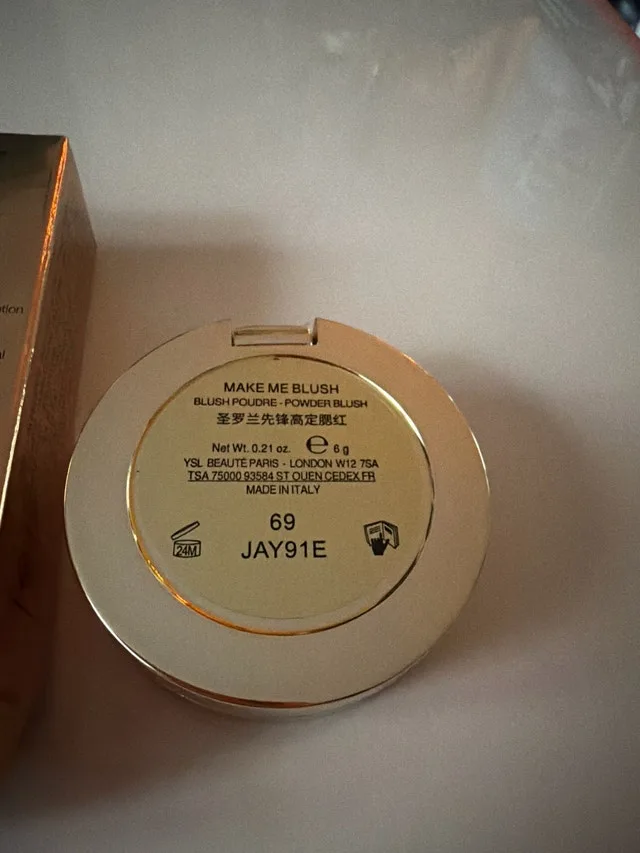 otion
MAKE ME BLUSH
BLUSH POUDRE - POWDER BLUSH
圣罗兰先锋高定腮红
Net Wt. 0.21 oz. ℮ 6 g
YSL BEAUTÉ PARIS - LONDON W12 7SA
TSA 75000 93584 ST OUEN CEDEX FR
MADE IN ITALY
69
24M JAY91E